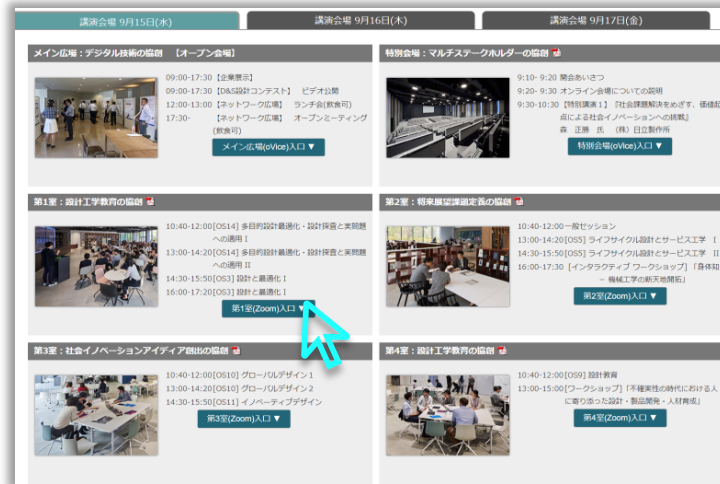 講演会場 9月15日(水)
講演会場 9月16日(木)
講演会場 9月17日(金)
メイン広場：デジタル技術の協創 【オープン会場】
09:00-17:30【企業展示】
09:00-17:30【D&S設計コンテスト】 ビデオ公開
12:00-13:00【ネットワーク広場】 ランチ会(飲食可)
17:30- 【ネットワーク広場】 オープンミーティング
(飲食可)
メイン広場(oVice)入口 ▼
特別会場：マルチステークホルダーの協創
9:10- 9:20 開会あいさつ
9:20- 9:30 オンライン会場についての説明
9:30-10:30【特別講演１】『社会課題解決をめざす、価値起
点による社会イノベーションへの挑戦』
森 正勝 氏 (株) 日立製作所
特別会場(oVice)入口 ▼
第1室：設計工学教育の協創
10:40-12:00[OS14] 多目的設計最適化・設計探査と実問題
への適用 I
13:00-14:20[OS14] 多目的設計最適化・設計探査と実問題
への適用 II
14:30-15:50[OS3] 設計と最適化 I
16:00-17:20[OS3] 設計と最適化 I
第1室(Zoom)入口 ▼
第2室：将来展望課題定義の協創
10:40-12:00一般セッション
13:00-14:20[OS5] ライフサイクル設計とサービス工学 I
14:30-15:50[OS5] ライフサイクル設計とサービス工学 II
16:00-17:30 [インタラクティブ ワークショップ] 「身体知
– 機械工学の新天地開拓」
第2室(Zoom)入口 ▼
第3室：社会イノベーションアイディア創出の協創
10:40-12:00[OS10] グローバルデザイン１
13:00-14:20[OS10] グローバルデザイン２
14:30-15:50[OS11] イノベーティブデザイン
第3室(Zoom)入口 ▼
第4室：設計工学教育の協創
10:40-12:00[OS9] 設計教育
13:00-15:00[ワークショップ]「不確実性の時代における人
に寄り添った設計・製品開発・人材育成」
第4室(Zoom)入口 ▼